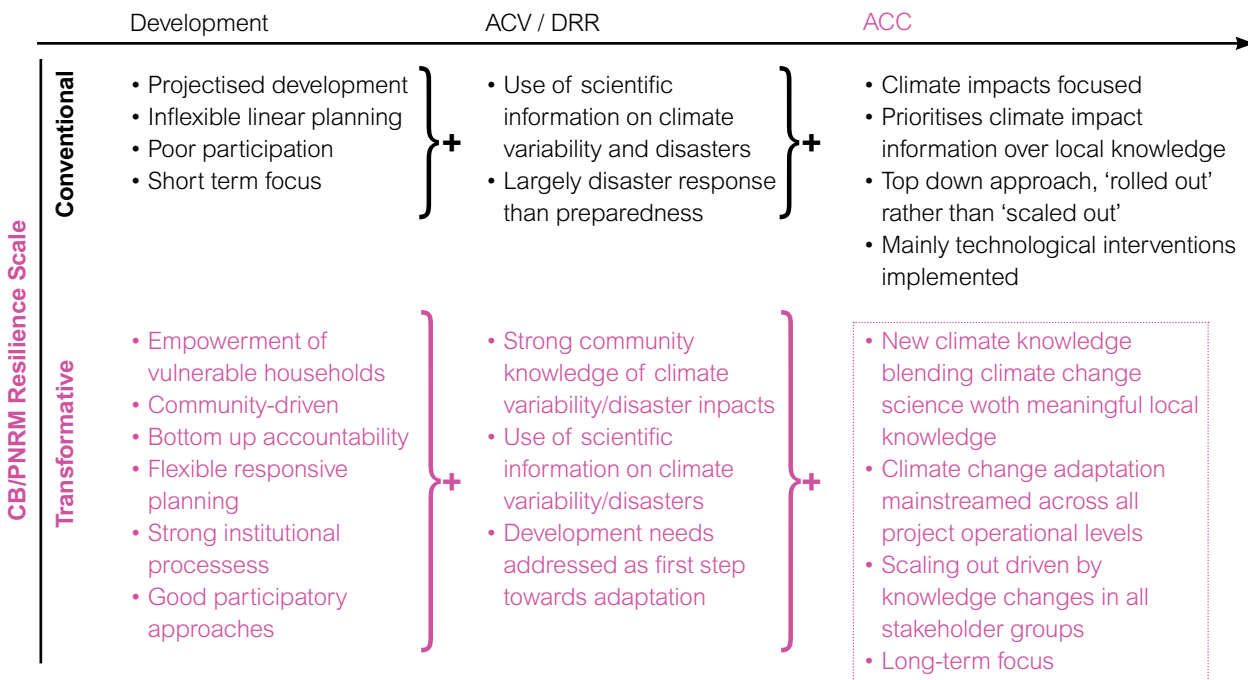 Development
ACV / DRR
ACC
CB/PNRM Resilience Scale
Conventional
• Projectised development
• Inflexible linear planning
• Poor participation
• Short term focus
+
• Use of scientific
information on climate
variability and disasters
• Largely disaster response
than preparedness
+
• Climate impacts focused
• Prioritises climate impact
information over local knowledge
• Top down approach, ‘rolled out’
rather than ‘scaled out’
• Mainly technological interventions
implemented
Transformative
• Empowerment of
vulnerable households
• Community-driven
• Bottom up accountability
• Flexible responsive
planning
• Strong institutional
processess
• Good participatory
approaches
+
• Strong community
knowledge of climate
variability/disaster inpacts
• Use of scientific
information on climate
variability/disasters
• Development needs
addressed as first step
towards adaptation
+
• New climate knowledge
blending climate change
science woth meaningful local
knowledge
• Climate change adaptation
mainstreamed across all
project operational levels
• Scaling out driven by
knowledge changes in all
stakeholder groups
• Long-term focus